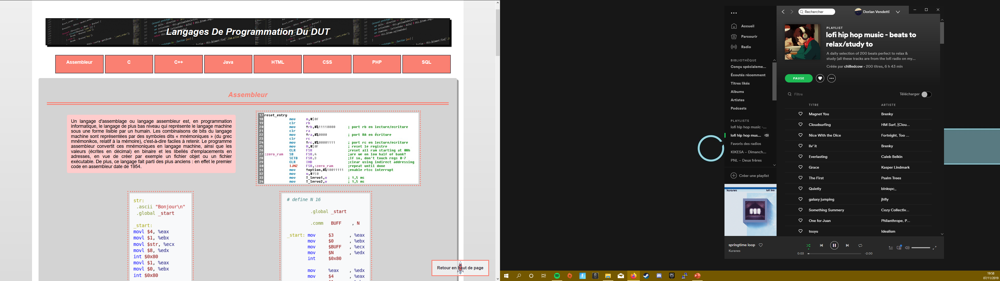 Langages De Programmation Du DUT
Assembleur
C
C++
Java
HTML
CSS
PHP
SQL
Assembleur
Un langage d'assemblage ou langage assembleur est, en programmation
informatique, le langage de plus bas niveau qui représente le langage machine
sous une forme lisible par un humain. Les combinaisons de bits du langage
machine sont représentées par des symboles dits « mnémoniques » (du grec
mnêmonikos, relatif à la mémoire), c'est-à-dire faciles à retenir. Le programme
assembleur convertit ces mnémoniques en langage machine, ainsi que les
valeurs (écrites en décimal) en binaire et les libellés d'emplacements en
adresses, en vue de créer par exemple un fichier objet ou un fichier
exécutable. De plus, ce langage fait parti des plus anciens : en effet le premier
code en assembleur date de 1954.
17 reset_entry
18 mov m,#$0F
19 clr rb
20 mov !rb,#%11110000 ; port rb en lecture/ecriture
21 clr ra
22 mov !ra,#%0000 ; port RA en écriture
23 clr rc
24 mov !rc,#%00001111 ; port rc en lecture/ecriture
25 mov M,#$0F ; reset le registre
26 CLR FSR ;reset all ram starting at 08h
27 :zero_ram SB FSR.4 ;are we on low half of bank?
28 SETB FSR.3 ;If so, don't touch regs 0-7
29 CLR IND ;clear using indirect addressing
30 IJNZ FSR,:zero_ram ;repeat until done
31 mov !option,#%10011111 ;enable rtcc interrupt
32 mov w,#150
33 mov T_Servo1,w ; 1,5 ms
34 mov T_Servo2,w ; 1,5 ms
str:
.ascii "Bonjour\n"
.global _start
_start:
movl $4, %eax
movl $1, %ebx
movl $str, %ecx
movl $8, %edx
int $0x80
movl $1, %eax
movl $0, %ebx
int $0x80
# define N 16
.global _start
.comm BUFF , N
_start: mov $3 , %eax
mov $0 , %ebx
mov $BUFF , %ecx
mov $N , %edx
int $0x80
mov %eax , %edx
mov $4 , %eax
Retour en haut de page
Rechercher
Dorian Vendetti
Accueil
Parcourir
Radio
BIBLIOTHÈQUE
Conçu spécialeme...
Écoutés récemment
Titres likés
Albums
Artistes
Podcasts
PLAYLISTS
lofi hip hop music -...
lofi hip hop mus...
Favoris des radios
KIKESA – Dimanch...
PNL – Deux frères
Créer une playlist
kuranes
lofi livin
PLAYLIST
lofi hip hop music - beats to
relax/study to
A daily selection of 200 beats perfect to relax &
study (all these tracks are from the lofi radio on my...
Créée par chilledcow • 200 titres, 6 h 43 min
PAUSE
Filtre
Télécharger
TITRE ARTISTE
Magnet You Brenky
Cloudsurfing HM Surf, [Clou...
Nice With the Dice Fortnight, Too ...
liv' it Brenky
Everlasting Caleb Belkin
Grace Kasper Lindmark
The First Psalm Trees
Quietly blnkspc_
galaxy jumping jhfly
Something Summery Cozy Collectiv...
One for Juan Philanthrope, P...
tsuyu Idealism
springtime loop
Kuranes
0:03
-2:00
EPIC
19:58
07/11/2019